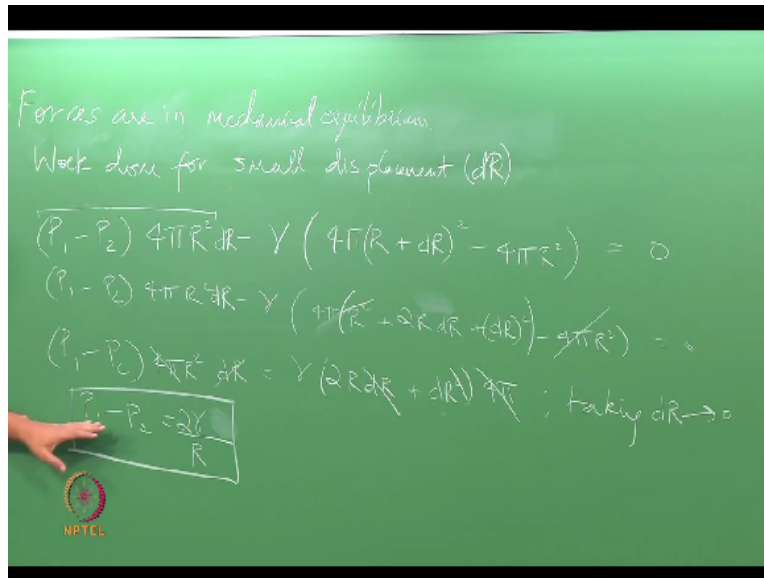 Forces are in mechanical equilibrium
Work done for small displacement (dR)
(P₁ - P₂) 4πR² dR - γ (4π(R + dR)² - 4πR²) = 0
(P₁ - P₂) 4πR² dR - γ (4π(R² + 2R dR + (dR)²) - 4πR²) = 0
(P₁ - P₂) 4πR² dR = γ (2R dR + dR²) 4π ; taking dR → 0
P₁ - P₂ = 2γ/R
NPTEL